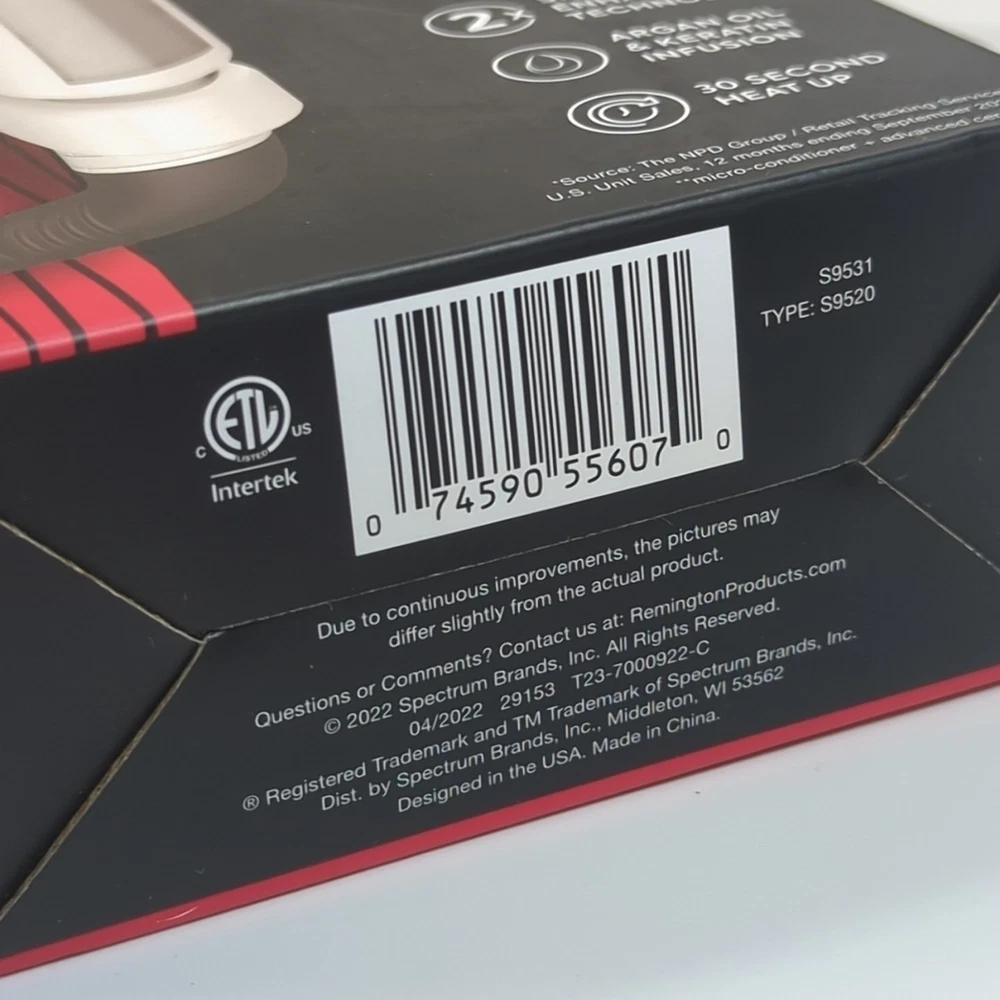 2x
ARGAN OIL
& KERATIN
INFUSION
30 SECOND
HEAT UP
*Source: The NPD Group / Retail Tracking Service
U.S. Unit Sales, 12 months ending September
**micro-conditioner + advanced
S9531
TYPE: S9520
ETL
C US
LISTED
Intertek
0 74590 55607 0
Due to continuous improvements, the pictures may
differ slightly from the actual product.
Questions or Comments? Contact us at: RemingtonProducts.com
© 2022 Spectrum Brands, Inc. All Rights Reserved.
04/2022 29153 T23-7000922-C
® Registered Trademark and TM Trademark of Spectrum Brands, Inc.
Dist. by Spectrum Brands, Inc., Middleton, WI 53562
Designed in the USA. Made in China.